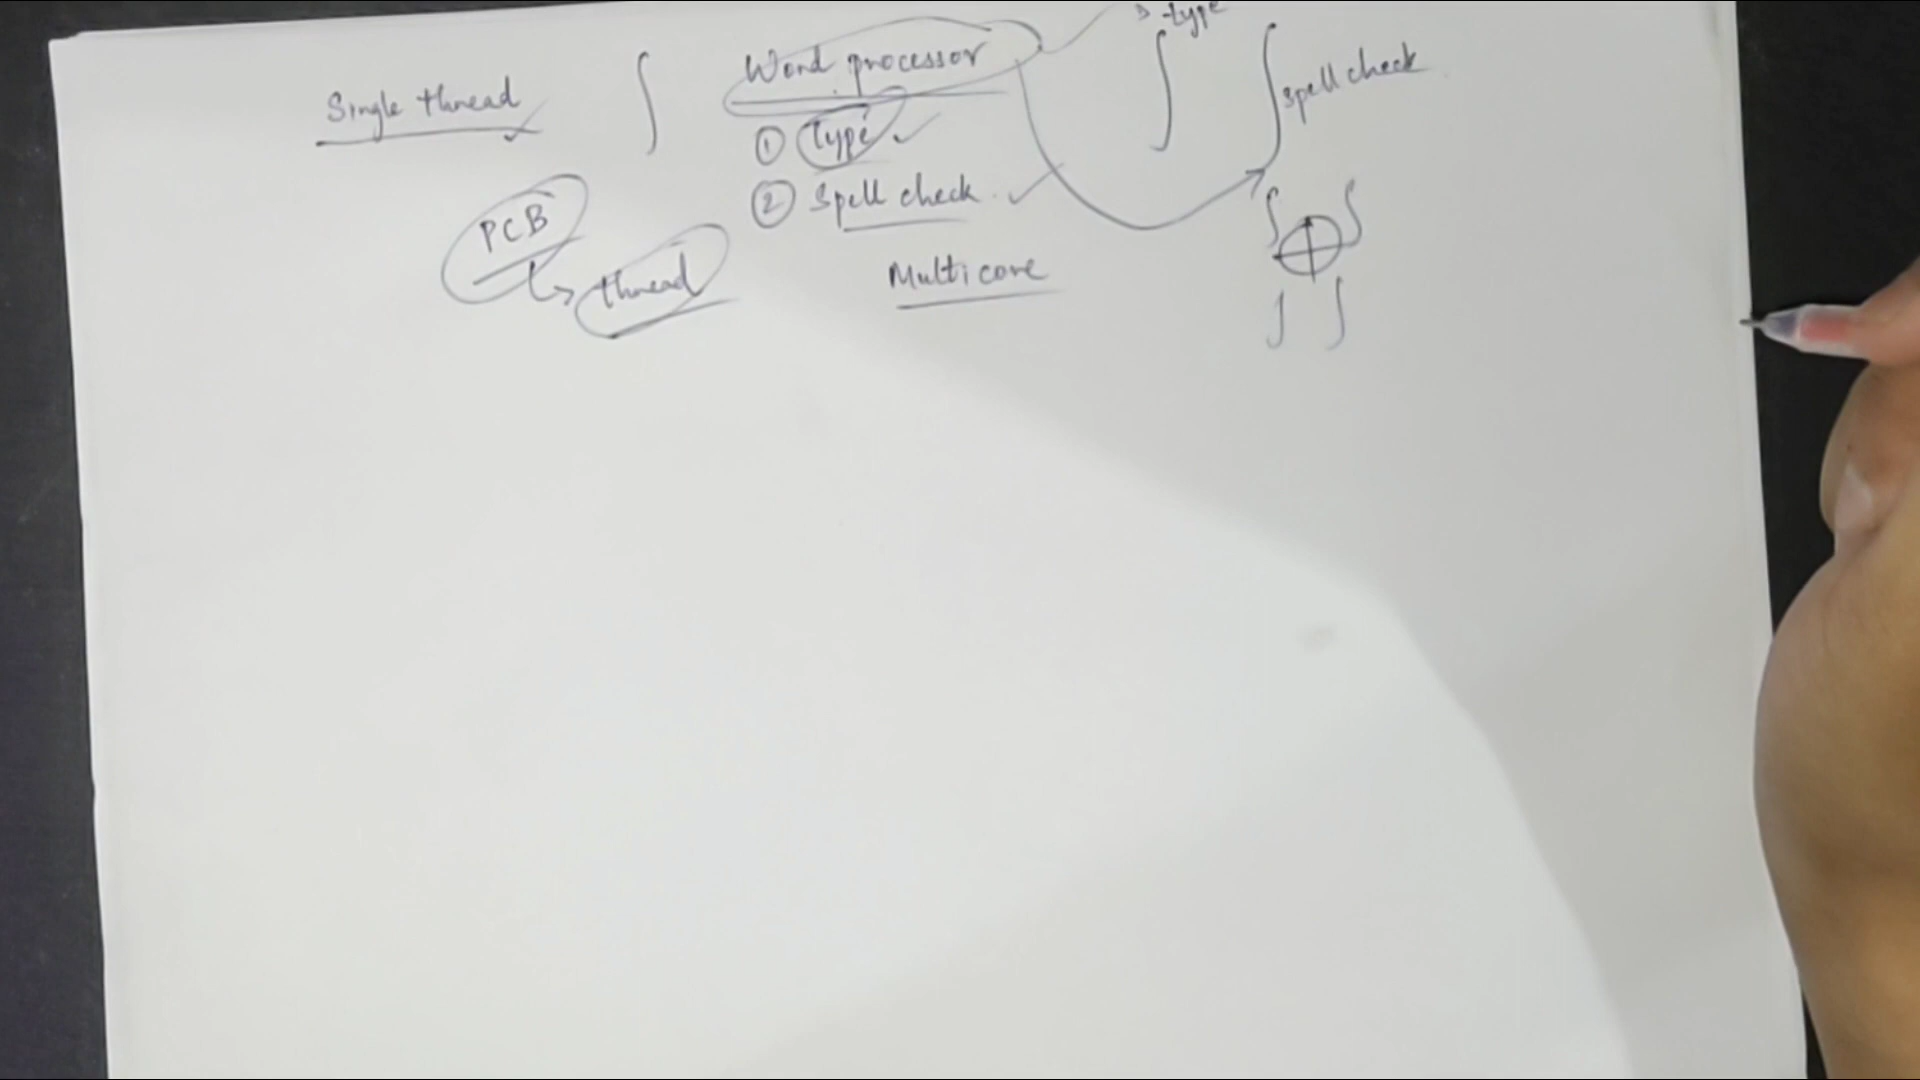 type
Single thread
Word processor
① type
② Spell check
spell check
PCB
thread
Multicore